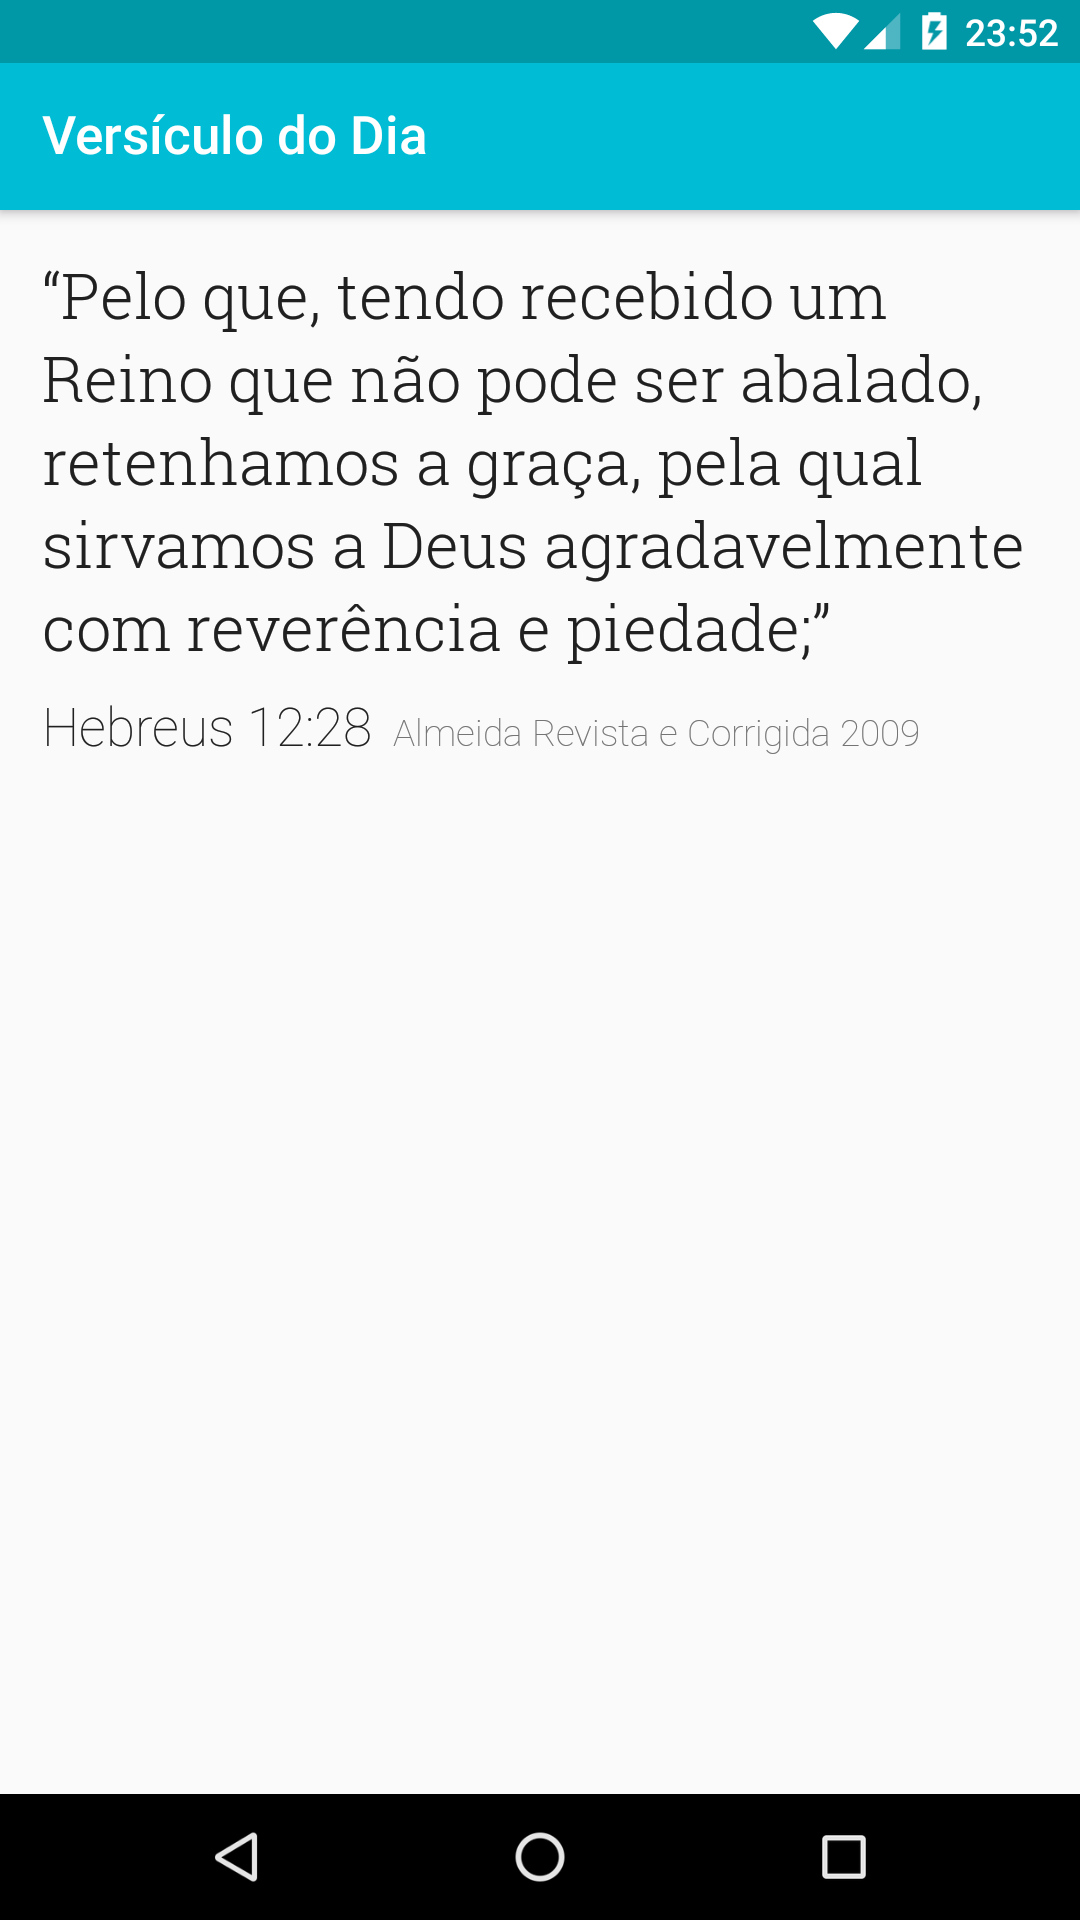 23:52
Versículo do Dia
“Pelo que, tendo recebido um
Reino que não pode ser abalado,
retenhamos a graça, pela qual
sirvamos a Deus agradavelmente
com reverência e piedade;”
Hebreus 12:28 Almeida Revista e Corrigida 2009